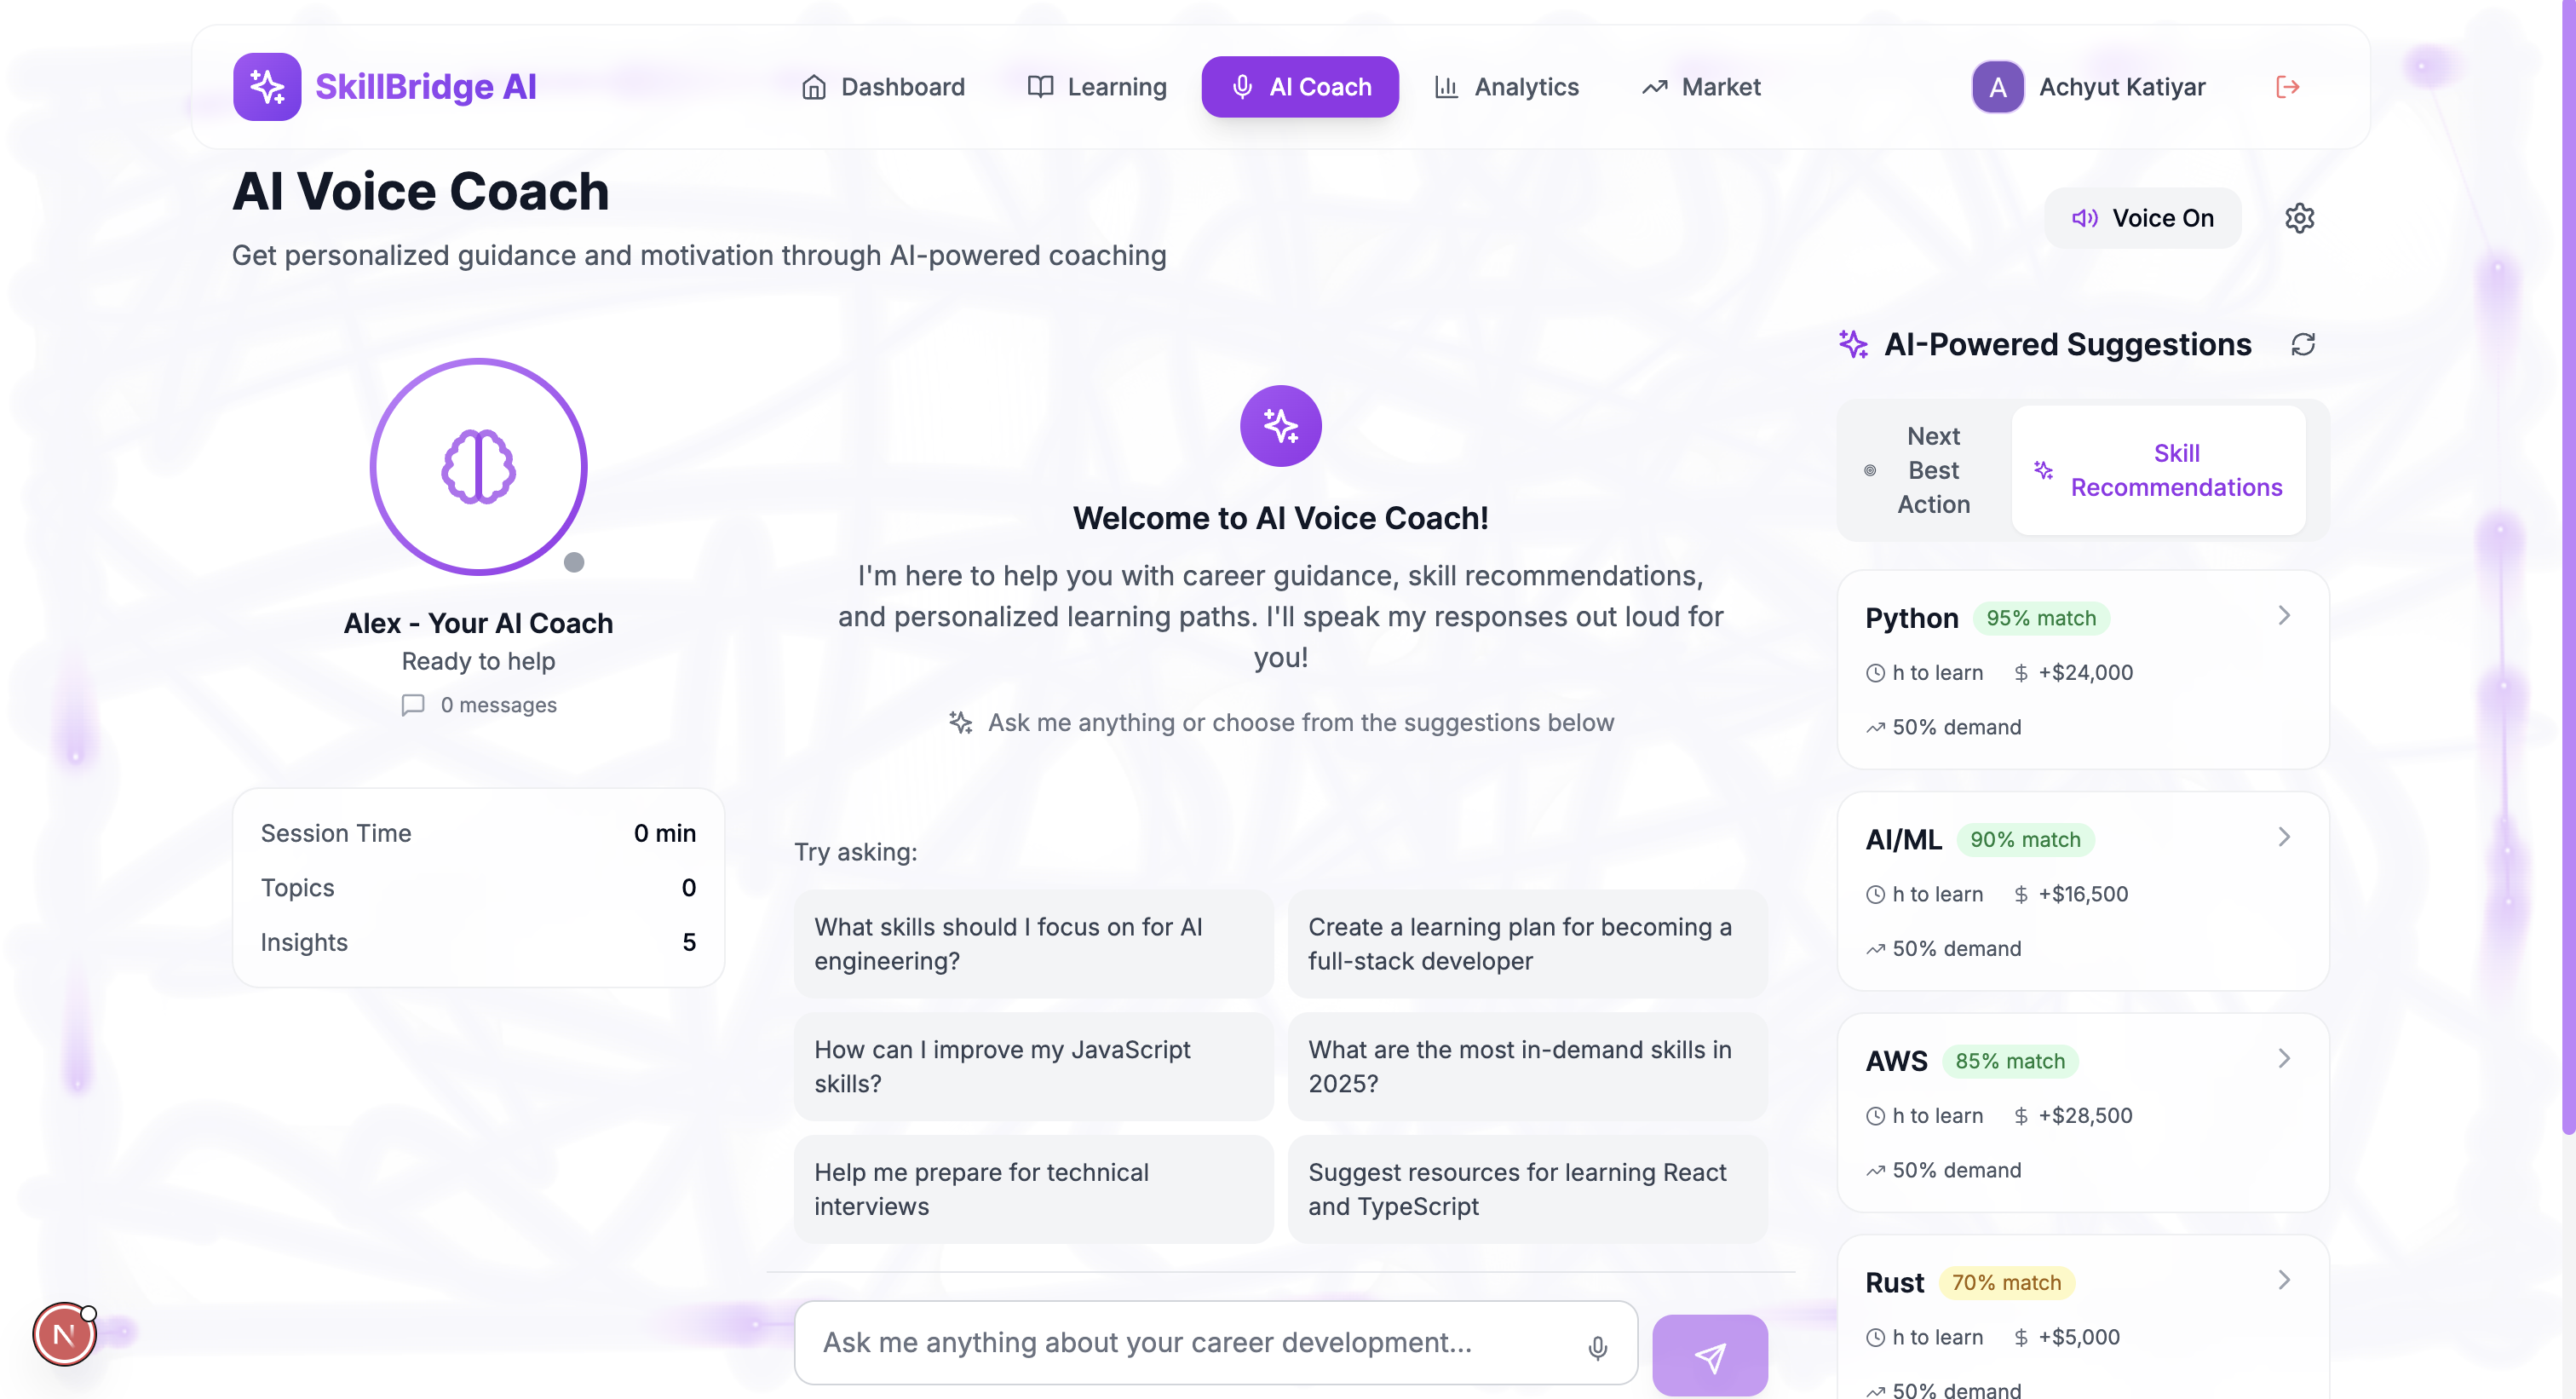 SkillBridge AI
Dashboard
Learning
AI Coach
Analytics
Market
A
Achyut Katiyar
AI Voice Coach
Get personalized guidance and motivation through AI-powered coaching
Voice On
Alex - Your AI Coach
Ready to help
0 messages
Session Time 0 min
Topics 0
Insights 5
Welcome to AI Voice Coach!
I'm here to help you with career guidance, skill recommendations,
and personalized learning paths. I'll speak my responses out loud for
you!
Ask me anything or choose from the suggestions below
Try asking:
What skills should I focus on for AI
engineering?
Create a learning plan for becoming a
full-stack developer
How can I improve my JavaScript
skills?
What are the most in-demand skills in
2025?
Help me prepare for technical
interviews
Suggest resources for learning React
and TypeScript
Ask me anything about your career development...
AI-Powered Suggestions
Next
Best
Action
Skill
Recommendations
Python 95% match
h to learn $ +$24,000
50% demand
AI/ML 90% match
h to learn $ +$16,500
50% demand
AWS 85% match
h to learn $ +$28,500
50% demand
Rust 70% match
h to learn $ +$5,000
50% demand
N